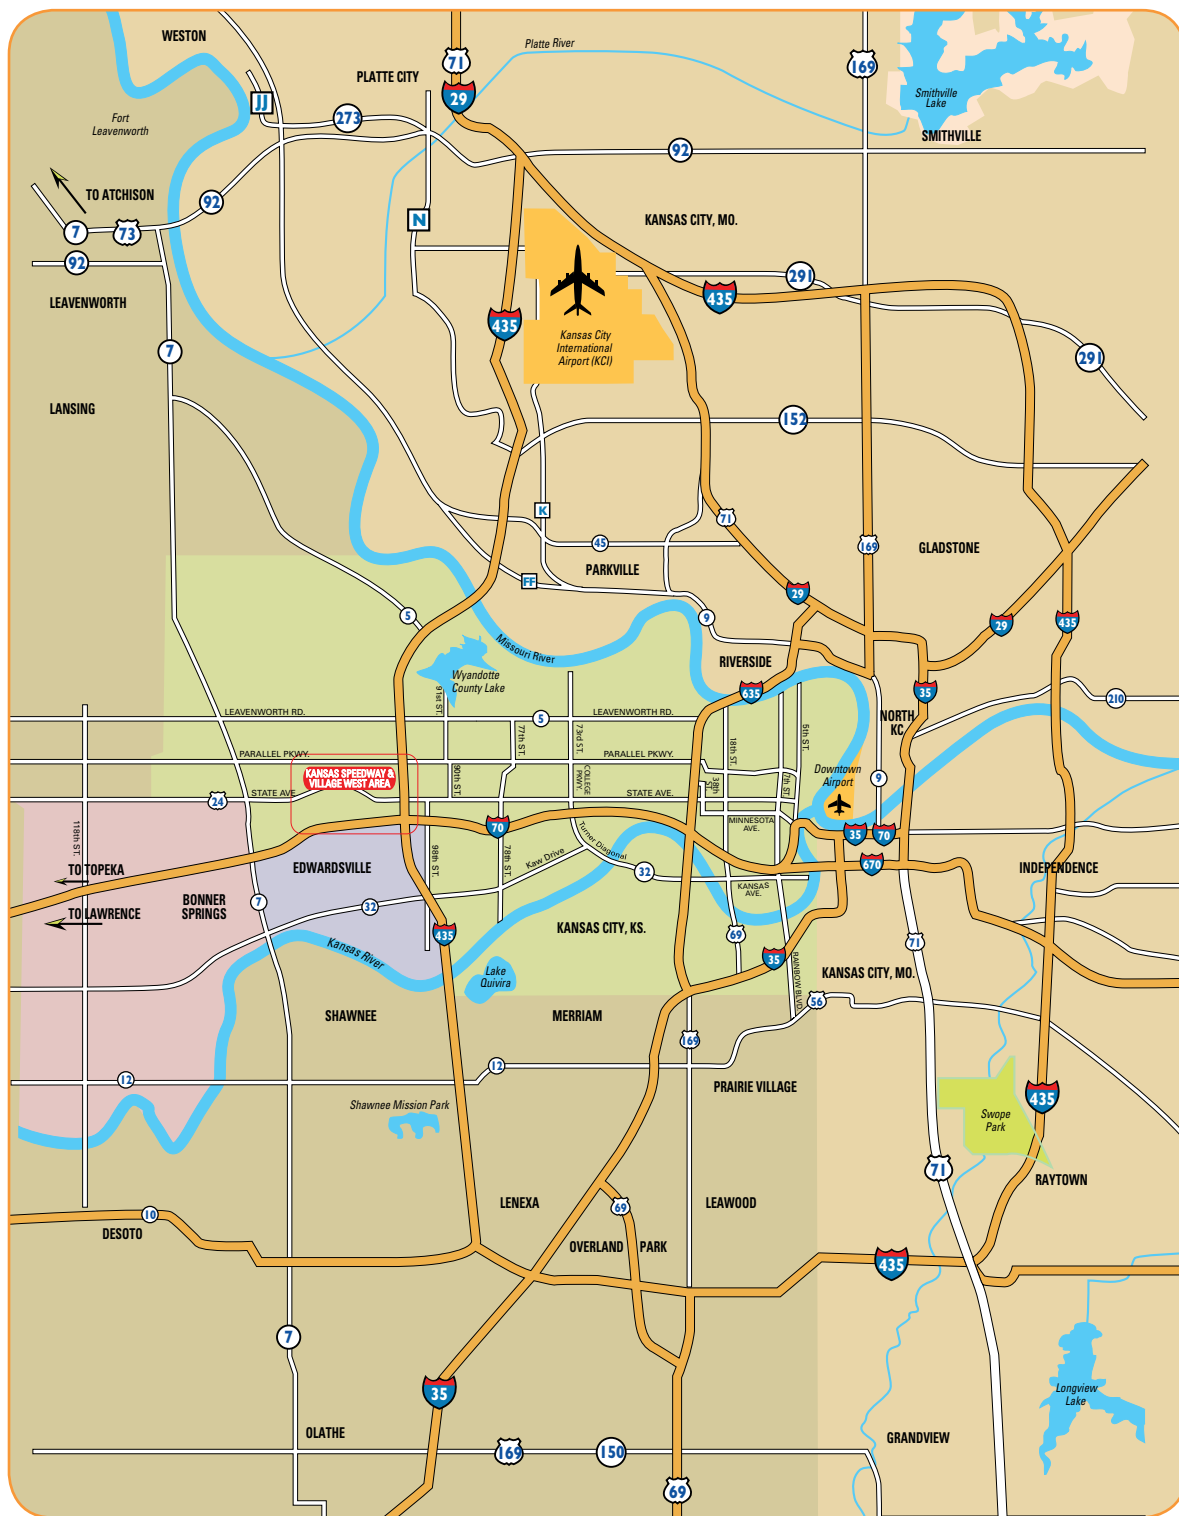 WESTON
Platte River
71
169
PLATTE CITY
29
JJ
Smithville
Lake
Fort
Leavenworth
273
SMITHVILLE
92
TO ATCHISON
92
N
KANSAS CITY, MO.
7
73
92
291
435
LEAVENWORTH
435
Kansas City
International
Airport (KCI)
7
291
LANSING
152
K
71
45
169
GLADSTONE
PARKVILLE
FF
29
5
9
29
435
Missouri River
RIVERSIDE
Wyandotte
County Lake
635
35
91st ST.
210
LEAVENWORTH RD.
5
LEAVENWORTH RD.
NORTH
KC
77th ST.
73rd ST.
18th ST.
5th ST.
PARALLEL PKWY.
PARALLEL PKWY.
KANSAS SPEEDWAY &
VILLAGE WEST AREA
90th ST.
COLLEGE
PKWY.
38th
ST.
7th ST.
Downtown
Airport
9
24
STATE AVE.
STATE AVE.
118th ST.
70
MINNESOTA
AVE.
35
70
98th ST.
78th ST.
Turner Diagonal
Kaw Drive
TO TOPEKA
EDWARDSVILLE
32
670
INDEPENDENCE
KANSAS
AVE.
BONNER
SPRINGS
7
32
TO LAWRENCE
KANSAS CITY, KS.
435
69
71
Kansas River
35
RAINBOW BLVD.
Lake
Quivira
KANSAS CITY, MO.
56
SHAWNEE
MERRIAM
169
12
12
PRAIRIE VILLAGE
435
Shawnee Mission Park
Swope
Park
71
RAYTOWN
LENEXA
69
LEAWOOD
10
DESOTO
OVERLAND PARK
435
7
35
Longview
Lake
OLATHE
GRANDVIEW
169
150
69